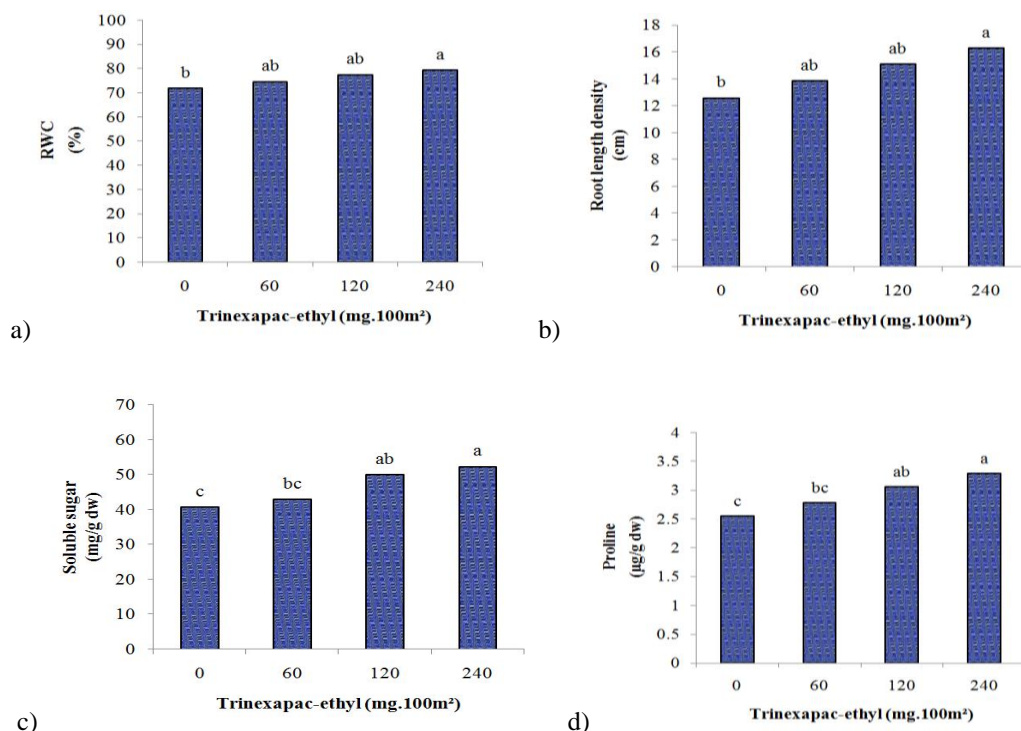 100
90
80
70
60
50
40
30
20
10
0
RWC
(%)
b
ab
ab
a
0 60 120 240
Trinexapac-ethyl (mg.100m²)
a)
18
16
14
12
10
8
6
4
2
0
Root length density
(cm)
b
ab
ab
a
0 60 120 240
Trinexapac-ethyl (mg.100m²)
b)
70
60
50
40
30
20
10
0
Soluble sugar
(mg/g dw)
c
bc
ab
a
0 60 120 240
Trinexapac-ethyl (mg.100m²)
c)
4
3.5
3
2.5
2
1.5
1
0.5
0
Proline
(µg/g dw)
c
bc
ab
a
0 60 120 240
Trinexapac-ethyl (mg.100m²)
d)